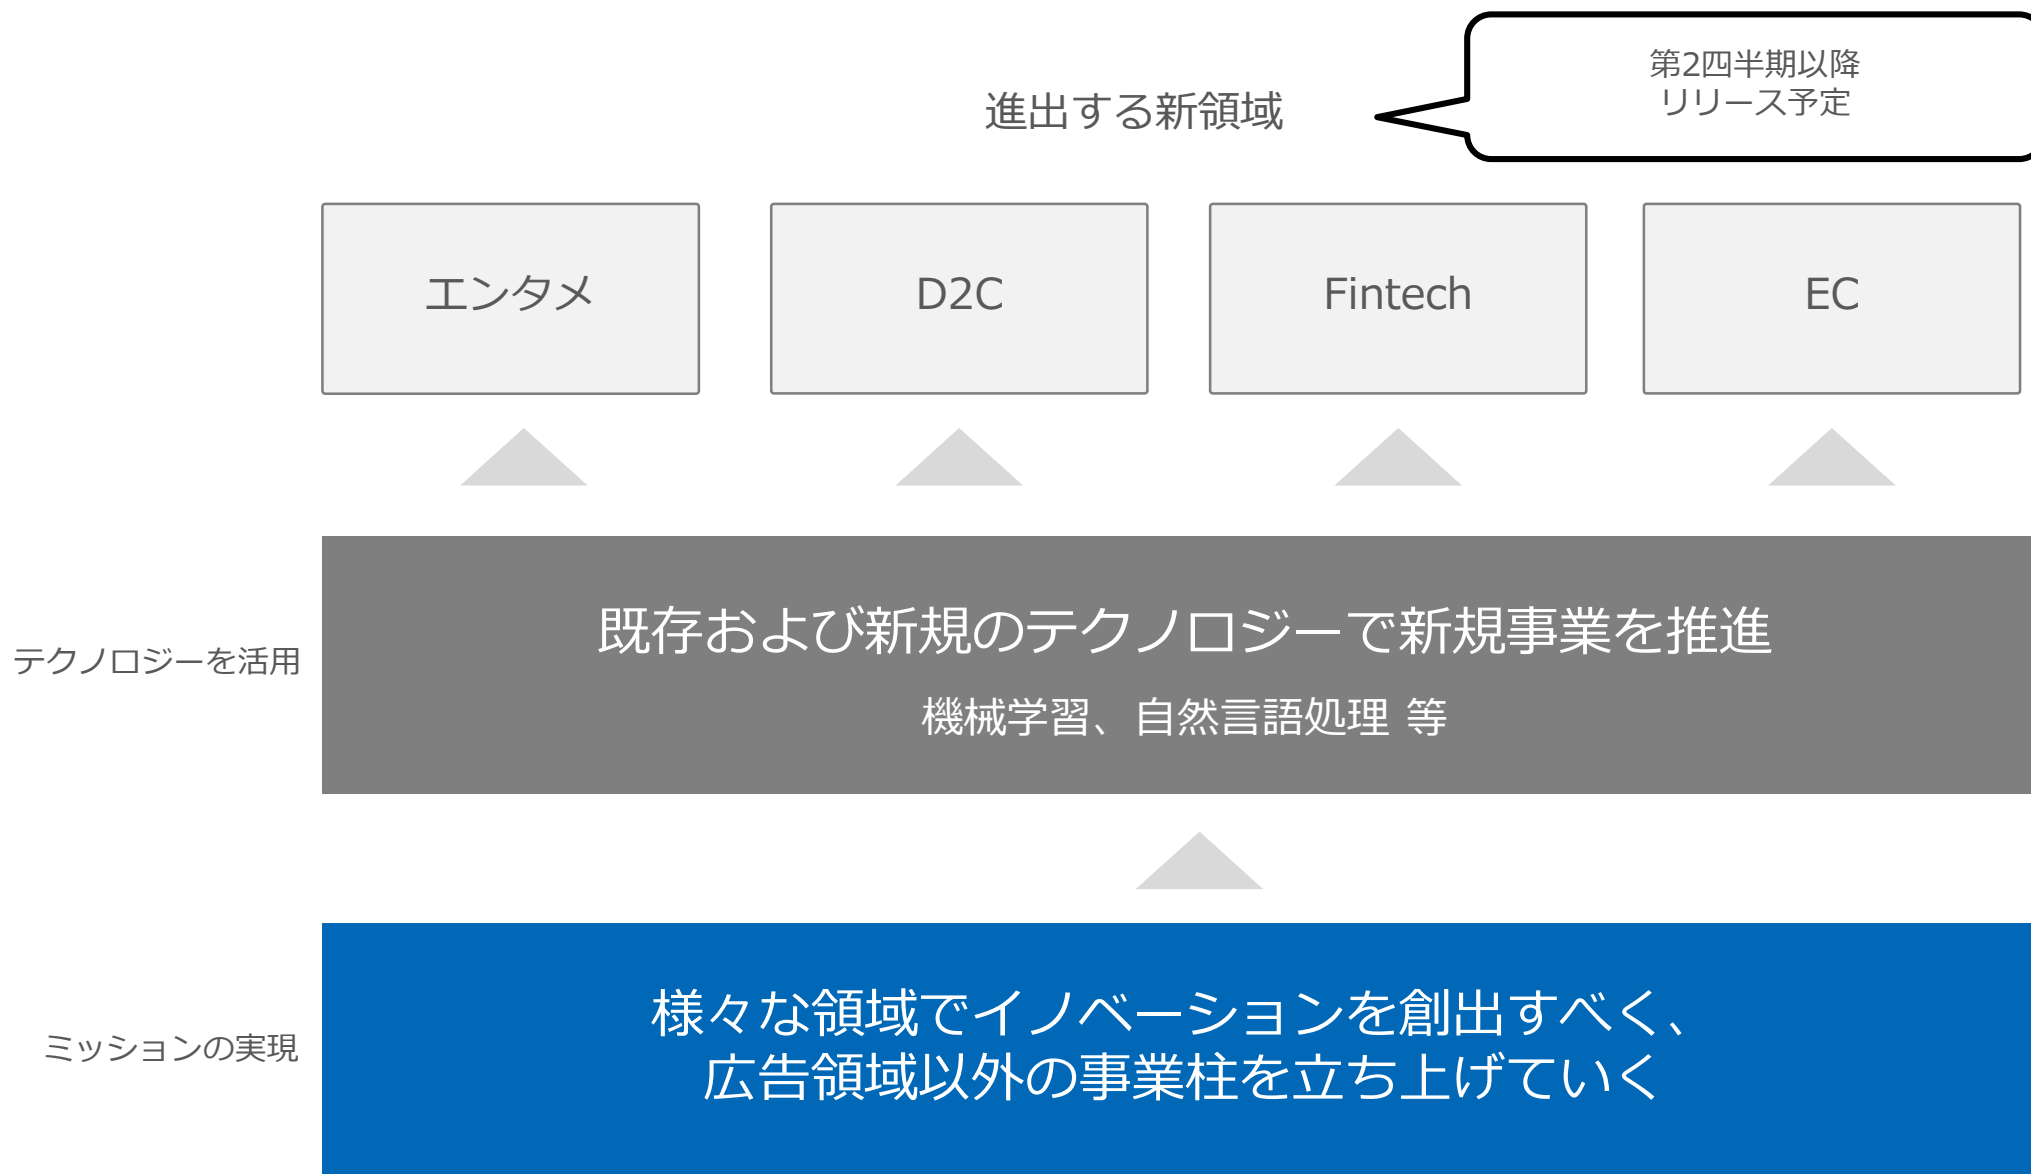 第2四半期以降
リリース予定
進出する新領域
エンタメ
D2C
Fintech
EC
テクノロジーを活用
既存および新規のテクノロジーで新規事業を推進
機械学習、自然言語処理 等
ミッションの実現
様々な領域でイノベーションを創出すべく、
広告領域以外の事業柱を立ち上げていく